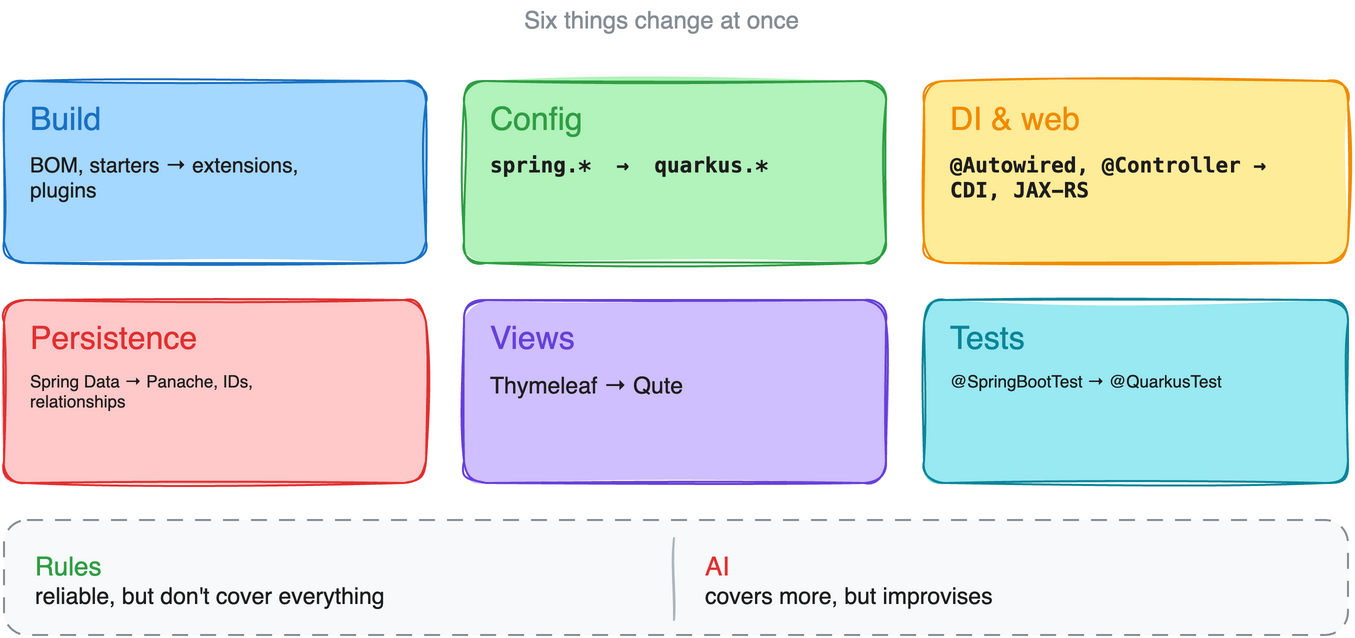 Six things change at once
Build
BOM, starters → extensions,
plugins
Config
spring.* → quarkus.*
DI & web
@Autowired, @Controller →
CDI, JAX-RS
Persistence
Spring Data → Panache, IDs,
relationships
Views
Thymeleaf → Qute
Tests
@SpringBootTest → @QuarkusTest
Rules
reliable, but don't cover everything
AI
covers more, but improvises